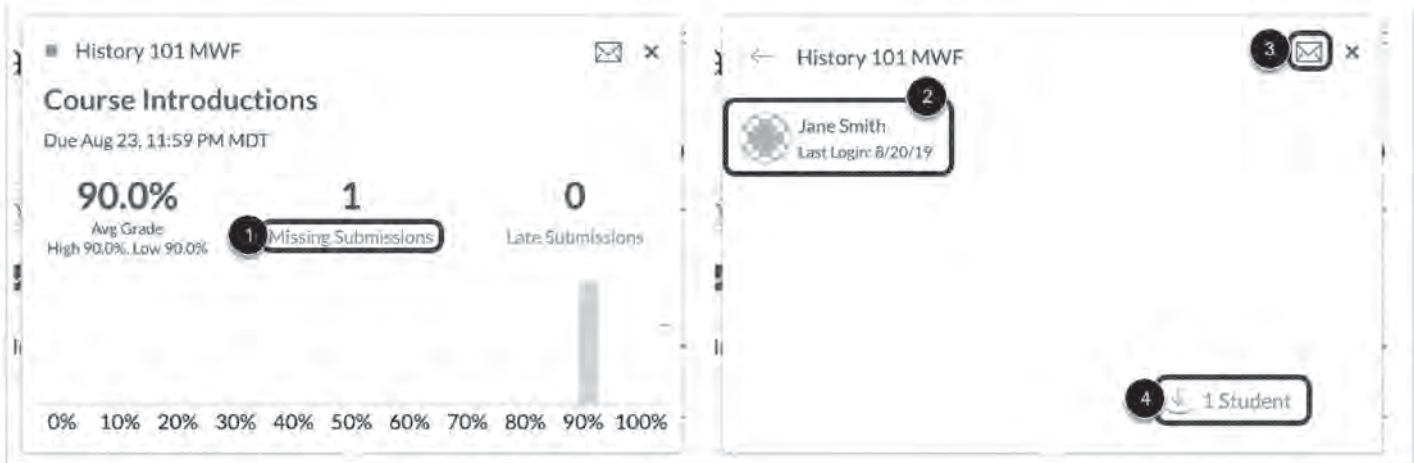 History 101 MWF
Course Introductions
Due Aug 23, 11:59 PM MDT
90.0%
Avg Grade
High 90.0%, Low 90.0%
1
1 Missing Submissions
0
Late Submissions
0% 10% 20% 30% 40% 50% 60% 70% 80% 90% 100%
History 101 MWF
3
2
Jane Smith
Last Login: 8/20/19
4
1 Student